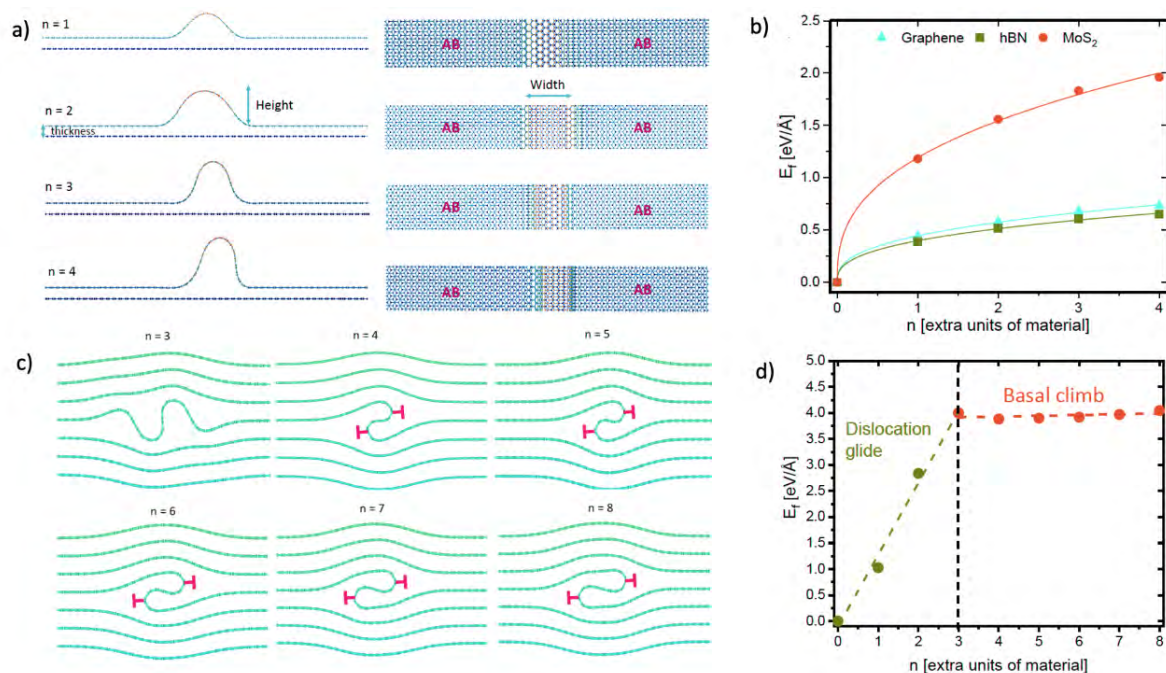 a)
n = 1
AB
AB
n = 2
Height
thickness
Width
AB
AB
n = 3
AB
AB
n = 4
AB
AB
b)
Graphene
hBN
MoS₂
E_f [eV/Å]
2.5
2.0
1.5
1.0
0.5
0.0
0
1
2
3
4
n [extra units of material]
c)
n = 3
n = 4
n = 5
n = 6
n = 7
n = 8
d)
Basal climb
Dislocation
glide
E_f [eV/Å]
5.0
4.5
4.0
3.5
3.0
2.5
2.0
1.5
1.0
0.5
0.0
0
1
2
3
4
5
6
7
8
n [extra units of material]